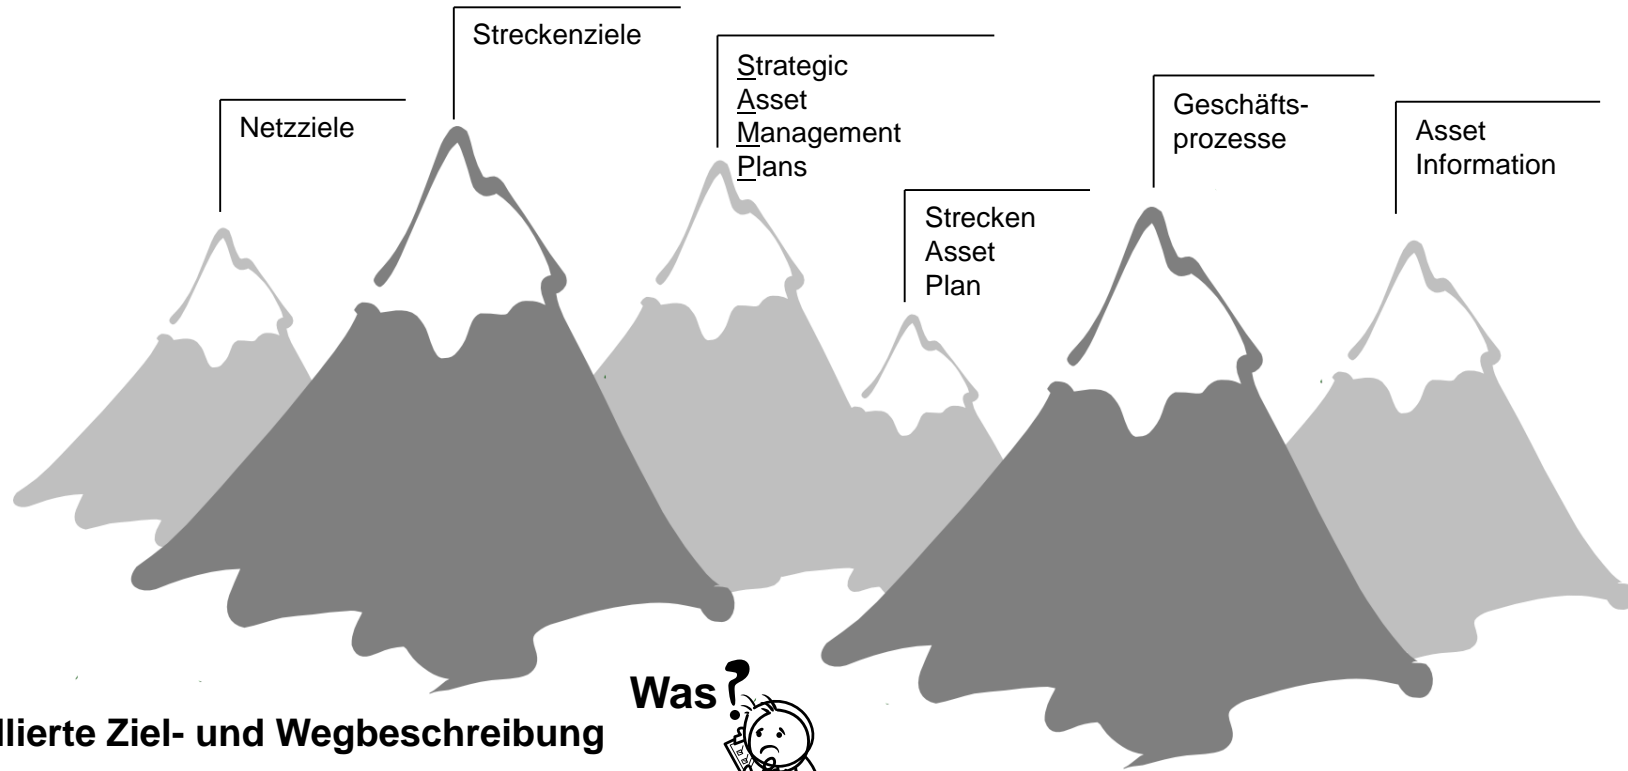 Netzziele
Streckenziele
Strategic
Asset
Management
Plans
Strecken
Asset
Plan
Geschäfts-
prozesse
Asset
Information
Was?
llierte Ziel- und Wegbeschreibung